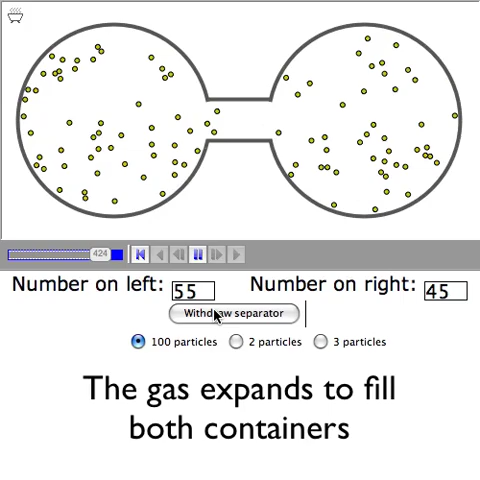 424
Number on left: 55 Number on right: 45
Withdraw separator
100 particles 2 particles 3 particles
The gas expands to fill
both containers